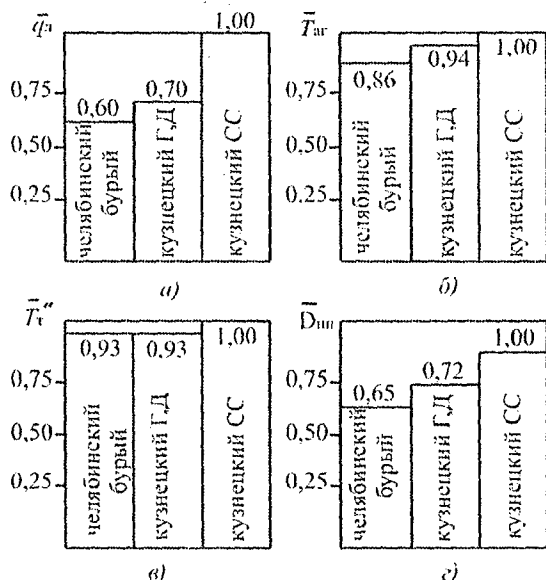 q̄л
1,00
0,75
0,60
0,70
0,50
0,25
челябинский бурый
кузнецкий Г,Д
кузнецкий СС
а)
T̄аг
0,75
0,86
0,94
1,00
0,50
0,25
челябинский бурый
кузнецкий Г,Д
кузнецкий СС
б)
T̄т"
0,93
0,93
1,00
0,75
0,50
0,25
челябинский бурый
кузнецкий Г,Д
кузнецкий СС
в)
D̄пп
1,00
0,75
0,65
0,72
0,50
0,25
челябинский бурый
кузнецкий Г,Д
кузнецкий СС
г)